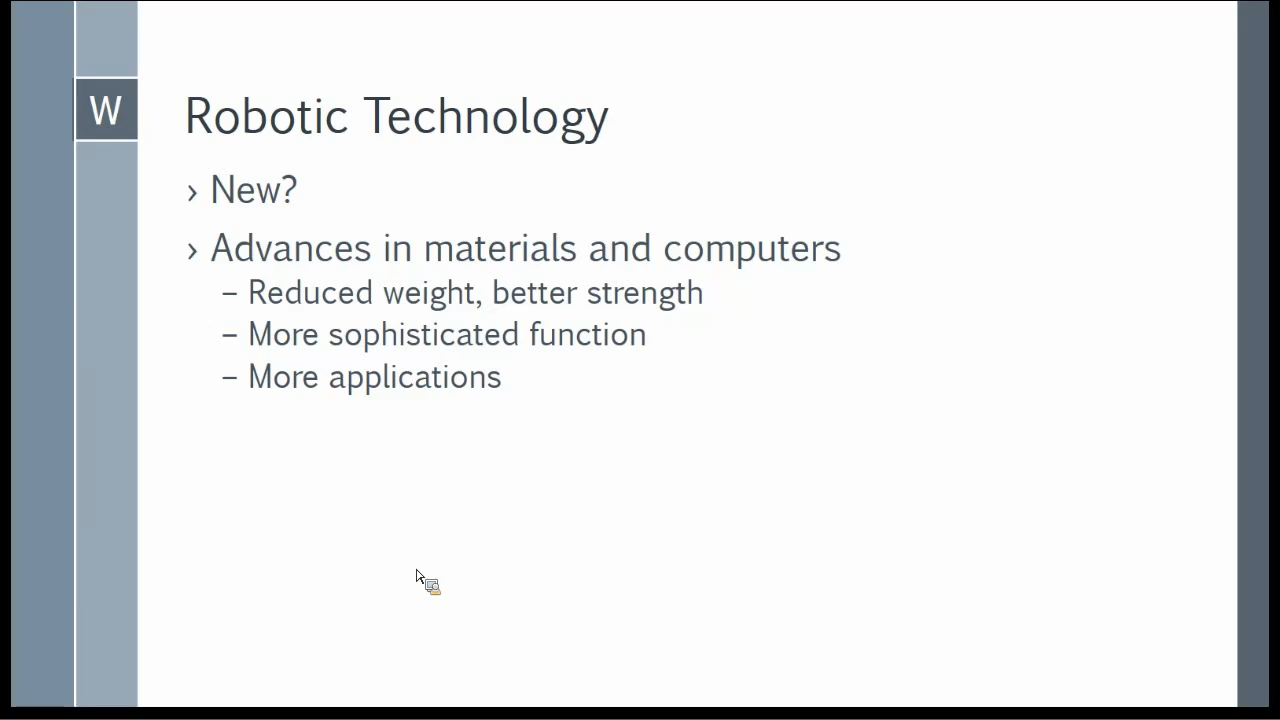 W
Robotic Technology
› New?
› Advances in materials and computers
– Reduced weight, better strength
– More sophisticated function
– More applications